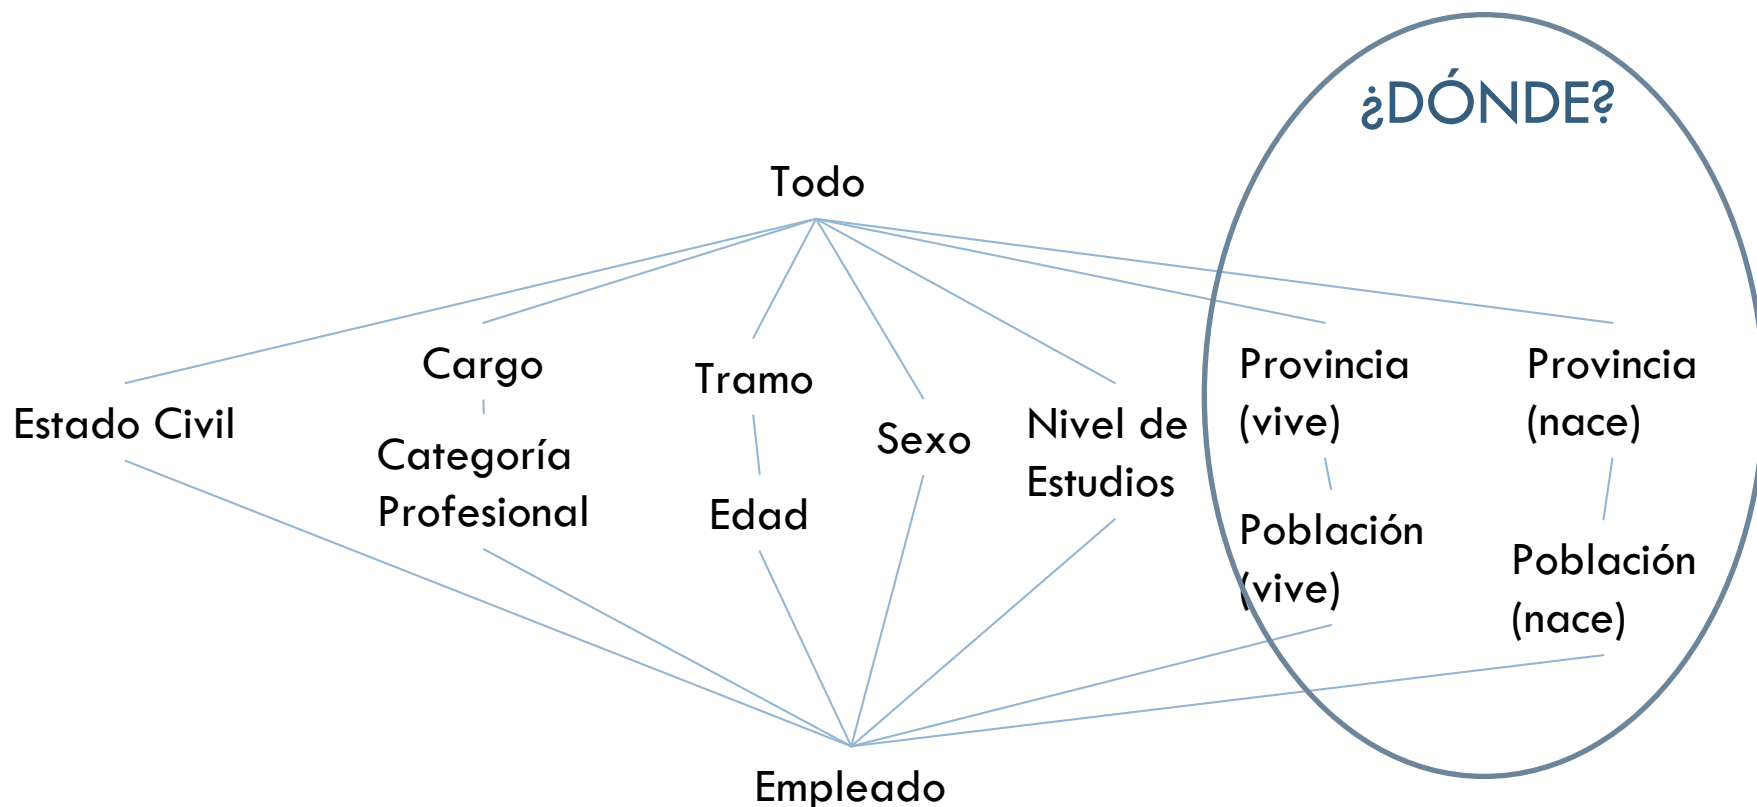 ¿DÓNDE?
Todo
Estado Civil
Cargo
Categoría
Profesional
Tramo
Edad
Sexo
Nivel de
Estudios
Provincia
(vive)
Población
(vive)
Provincia
(nace)
Población
(nace)
Empleado